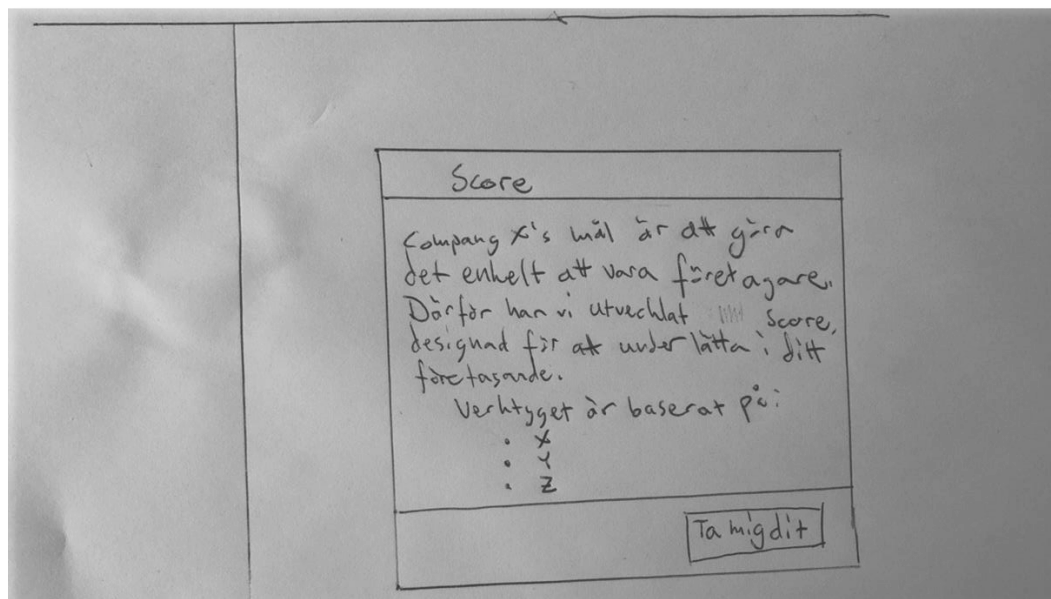 Score
Company X's mål är att göra
det enkelt att vara företagare.
Därför har vi utvecklat Score,
designad för att underlätta i ditt
företagande.
Verktyget är baserat på:
• X
• Y
• Z
Ta mig dit